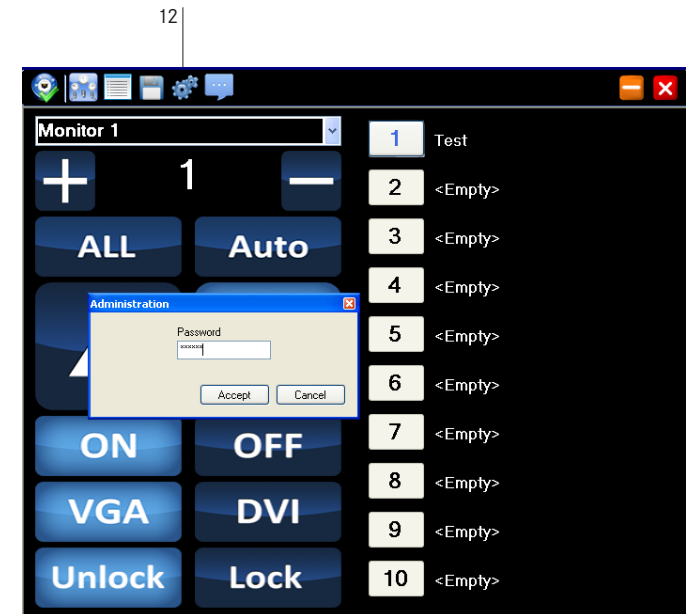 12
Monitor 1
1
ALL Auto
Administration
Password
******
Accept Cancel
ON OFF
VGA DVI
Unlock Lock
1 Test
2 <Empty>
3 <Empty>
4 <Empty>
5 <Empty>
6 <Empty>
7 <Empty>
8 <Empty>
9 <Empty>
10 <Empty>